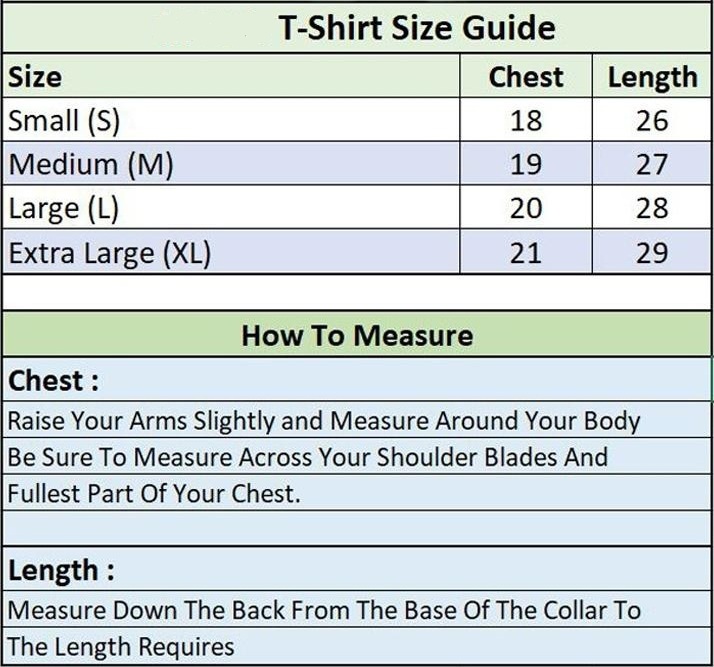 T-Shirt Size Guide
Size Chest Length
Small (S) 18 26
Medium (M) 19 27
Large (L) 20 28
Extra Large (XL) 21 29
How To Measure
Chest :
Raise Your Arms Slightly and Measure Around Your Body
Be Sure To Measure Across Your Shoulder Blades And
Fullest Part Of Your Chest.
Length :
Measure Down The Back From The Base Of The Collar To
The Length Requires